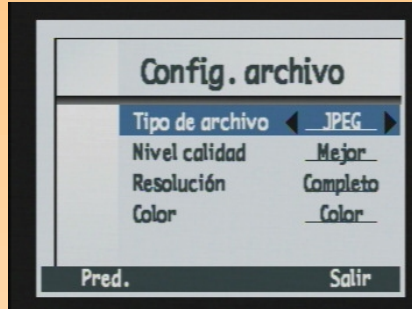 Config. archivo
Tipo de archivo JPEG
Nivel calidad Mejor
Resolución Completo
Color Color
Pred. Salir